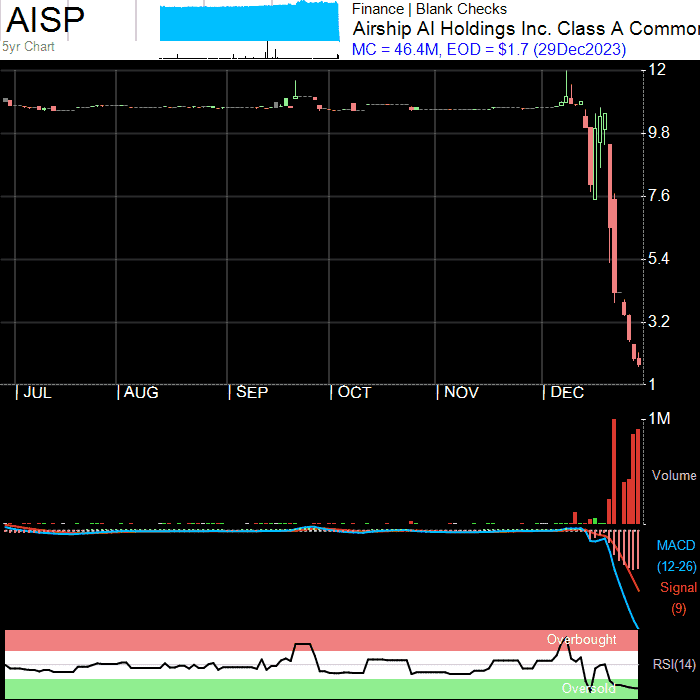 AISP
5yr Chart
Finance | Blank Checks
Airship AI Holdings Inc. Class A Commo
MC = 46.4M, EOD = $1.7 (29Dec2023)
12
9.8
7.6
5.4
3.2
1
| JUL | AUG | SEP | OCT | NOV | DEC
1M
Volume
MACD
(12-26)
Signal
(9)
Overbought
RSI(14)
Oversold